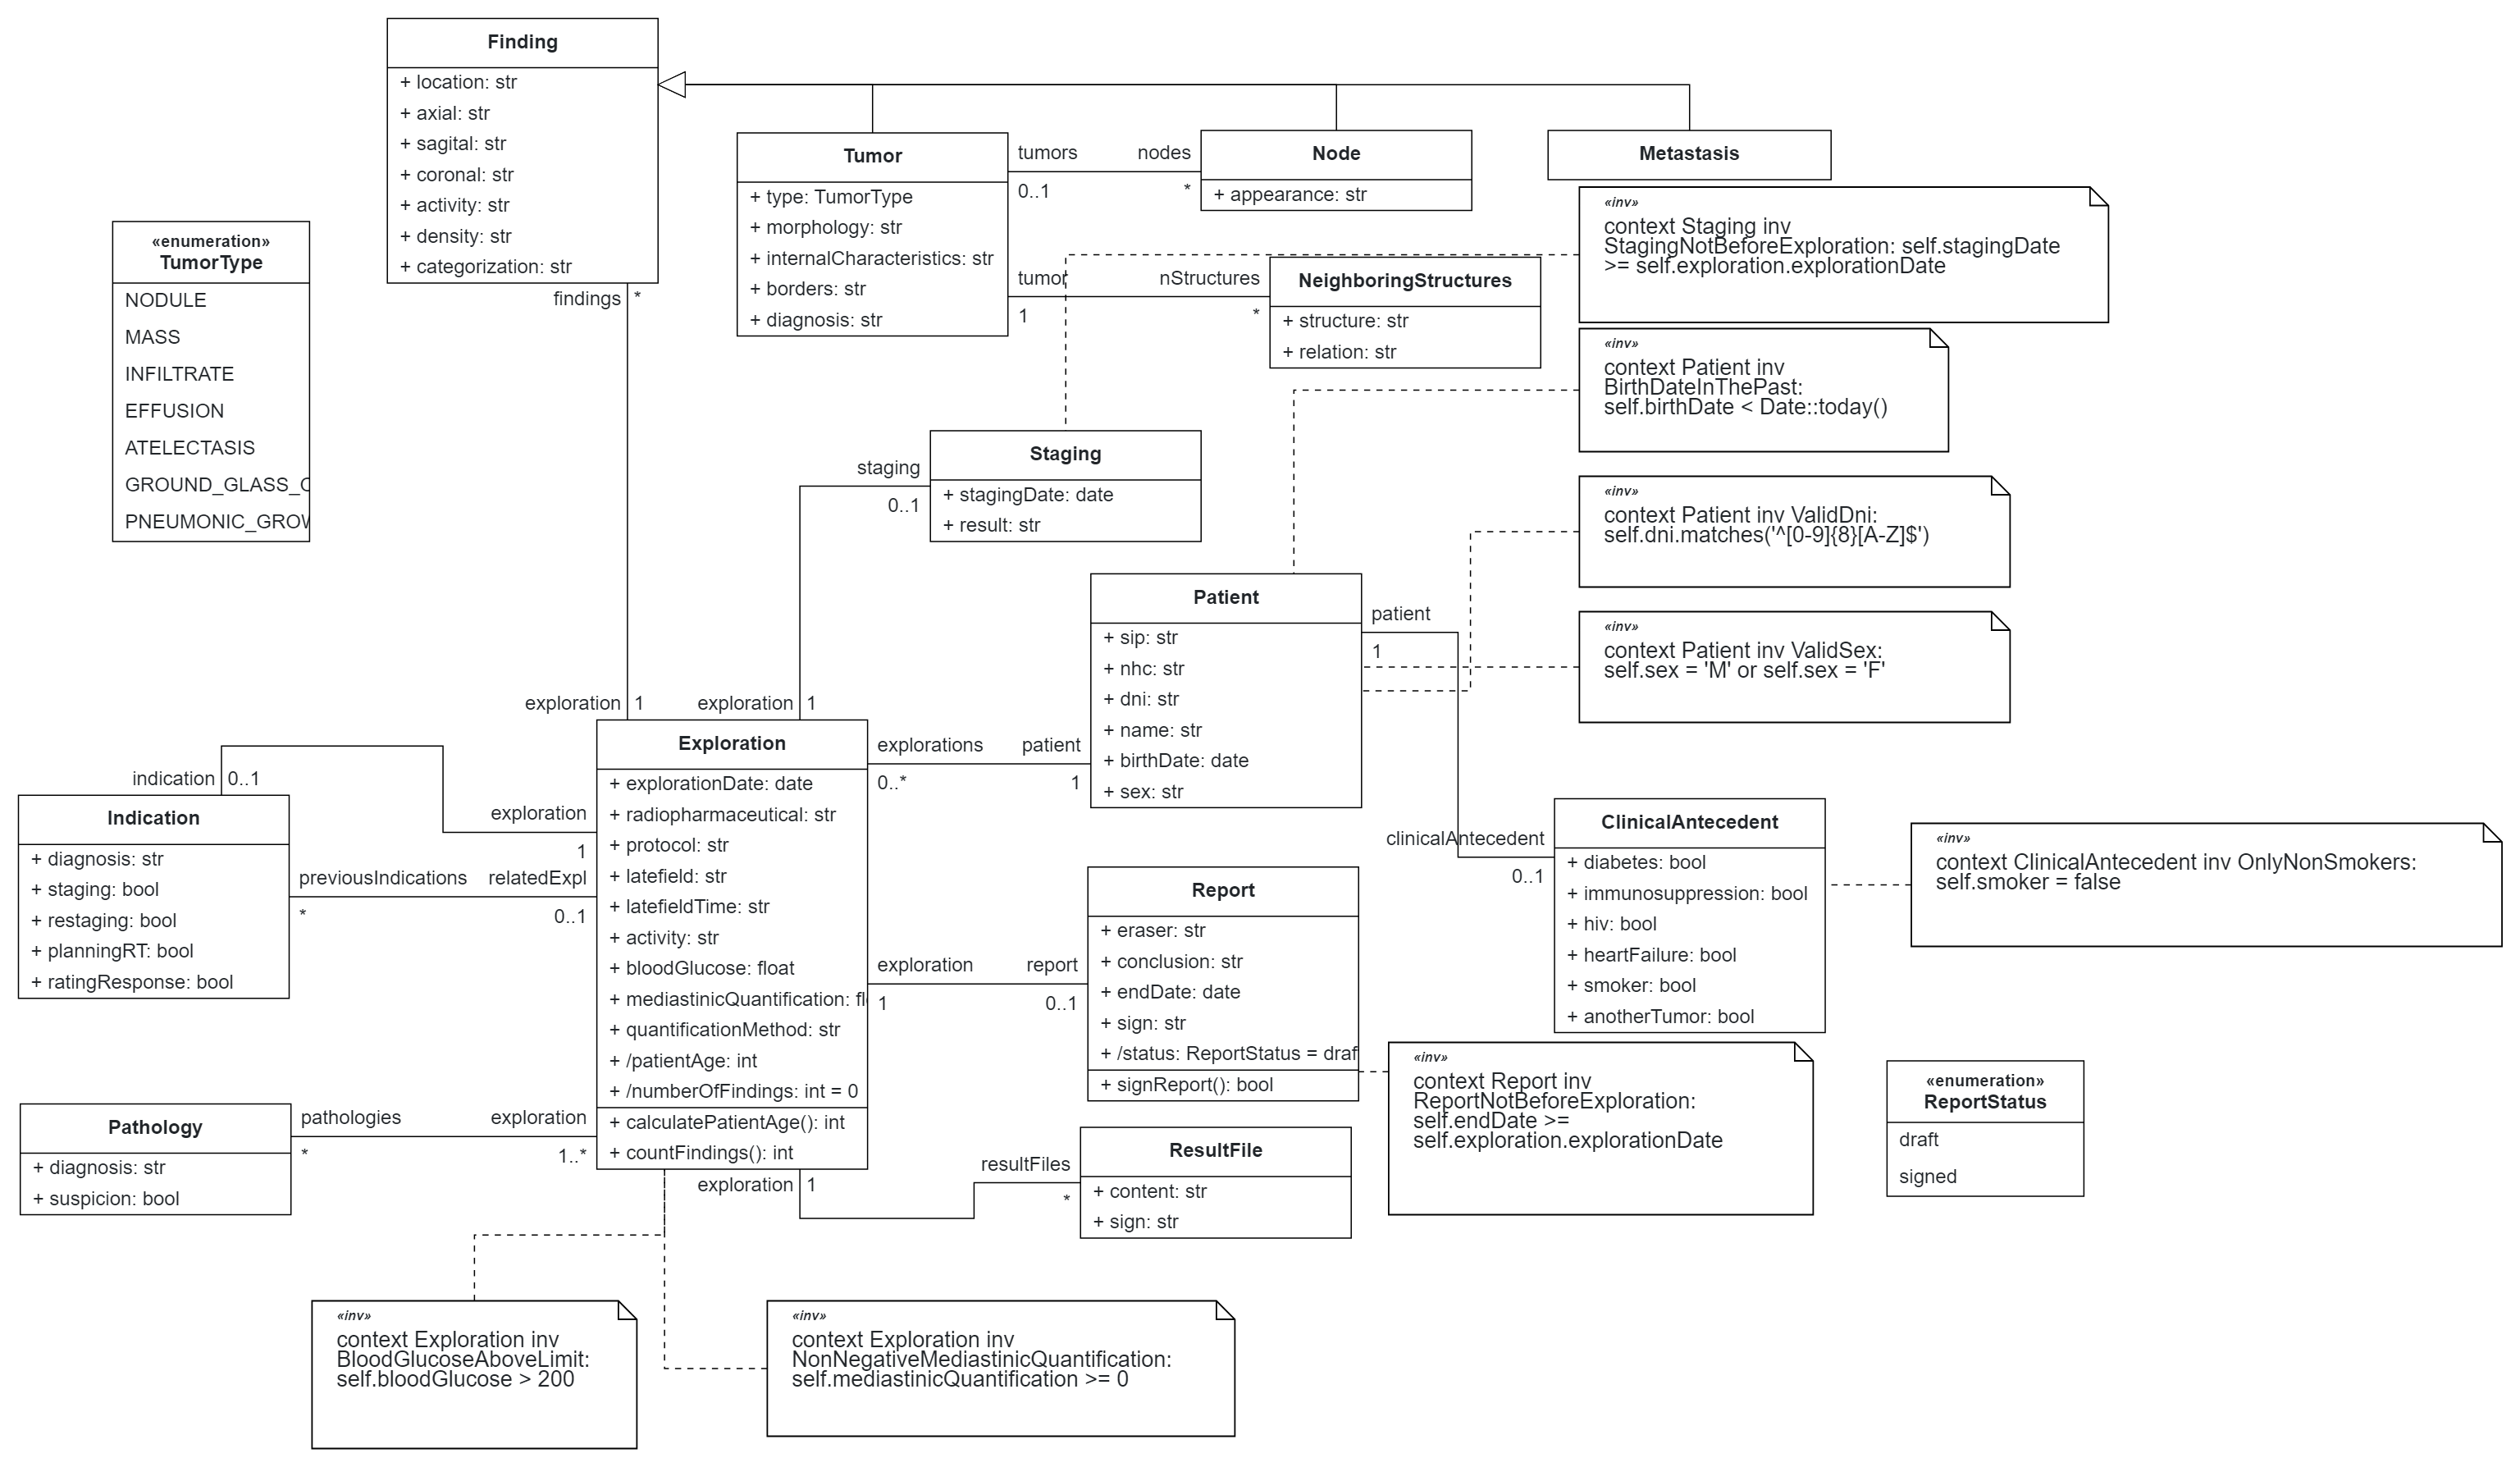 Finding
+ location: str
+ axial: str
+ sagital: str
+ coronal: str
+ activity: str
+ density: str
+ categorization: str
findings *
«enumeration»
TumorType
NODULE
MASS
INFILTRATE
EFFUSION
ATELECTASIS
GROUND_GLASS_
PNEUMONIC_GROW
Tumor
+ type: TumorType
+ morphology: str
+ internalCharacteristics: str
+ borders: str
+ diagnosis: str
tumors nodes
0..1 *
Node
+ appearance: str
Metastasis
tumor nStructures
1 *
NeighboringStructures
+ structure: str
+ relation: str
«inv»
context Staging inv
StagingNotBeforeExploration: self.stagingDate
>= self.exploration.explorationDate
«inv»
context Patient inv
BirthDateInThePast:
self.birthDate < Date::today()
«inv»
context Patient inv ValidDni:
self.dni.matches('^[0-9]{8}[A-Z]$')
«inv»
context Patient inv ValidSex:
self.sex = 'M' or self.sex = 'F'
staging
0..1
Staging
+ stagingDate: date
+ result: str
Patient
+ sip: str
+ nhc: str
+ dni: str
+ name: str
+ birthDate: date
+ sex: str
patient
1
exploration 1
exploration 1
explorations patient
0..* 1
indication 0..1
exploration
1
Indication
+ diagnosis: str
+ staging: bool
+ restaging: bool
+ planningRT: bool
+ ratingResponse: bool
previousIndications relatedExpl
* 0..1
Exploration
+ explorationDate: date
+ radiopharmaceutical: str
+ protocol: str
+ latefield: str
+ latefieldTime: str
+ activity: str
+ bloodGlucose: float
+ mediastinicQuantification: fl
+ quantificationMethod: str
+ /patientAge: int
+ /numberOfFindings: int = 0
+ calculatePatientAge(): int
+ countFindings(): int
clinicalAntecedent
0..1
ClinicalAntecedent
+ diabetes: bool
+ immunosuppression: bool
+ hiv: bool
+ heartFailure: bool
+ smoker: bool
+ anotherTumor: bool
«inv»
context ClinicalAntecedent inv OnlyNonSmokers:
self.smoker = false
exploration report
1 0..1
Report
+ eraser: str
+ conclusion: str
+ endDate: date
+ sign: str
+ /status: ReportStatus = draf
+ signReport(): bool
«inv»
context Report inv
ReportNotBeforeExploration:
self.endDate >=
self.exploration.explorationDate
«enumeration»
ReportStatus
draft
signed
Pathology
+ diagnosis: str
+ suspicion: bool
pathologies exploration
* 1..*
exploration 1
resultFiles
*
ResultFile
+ content: str
+ sign: str
«inv»
context Exploration inv
BloodGlucoseAboveLimit:
self.bloodGlucose > 200
«inv»
context Exploration inv
NonNegativeMediastinicQuantification:
self.mediastinicQuantification >= 0